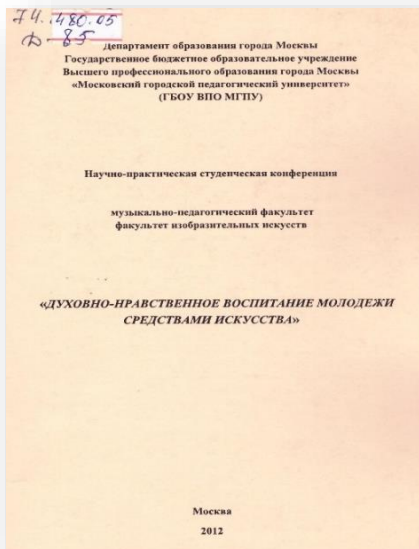 74.480.05
Д-85
Департамент образования города Москвы
Государственное бюджетное образовательное учреждение
Высшего профессионального образования города Москвы
«Московский городской педагогический университет»
(ГБОУ ВПО МГПУ)
Научно-практическая студенческая конференция
музыкально-педагогический факультет
факультет изобразительных искусств
«ДУХОВНО-НРАВСТВЕННОЕ ВОСПИТАНИЕ МОЛОДЕЖИ
СРЕДСТВАМИ ИСКУССТВА»
Москва
2012